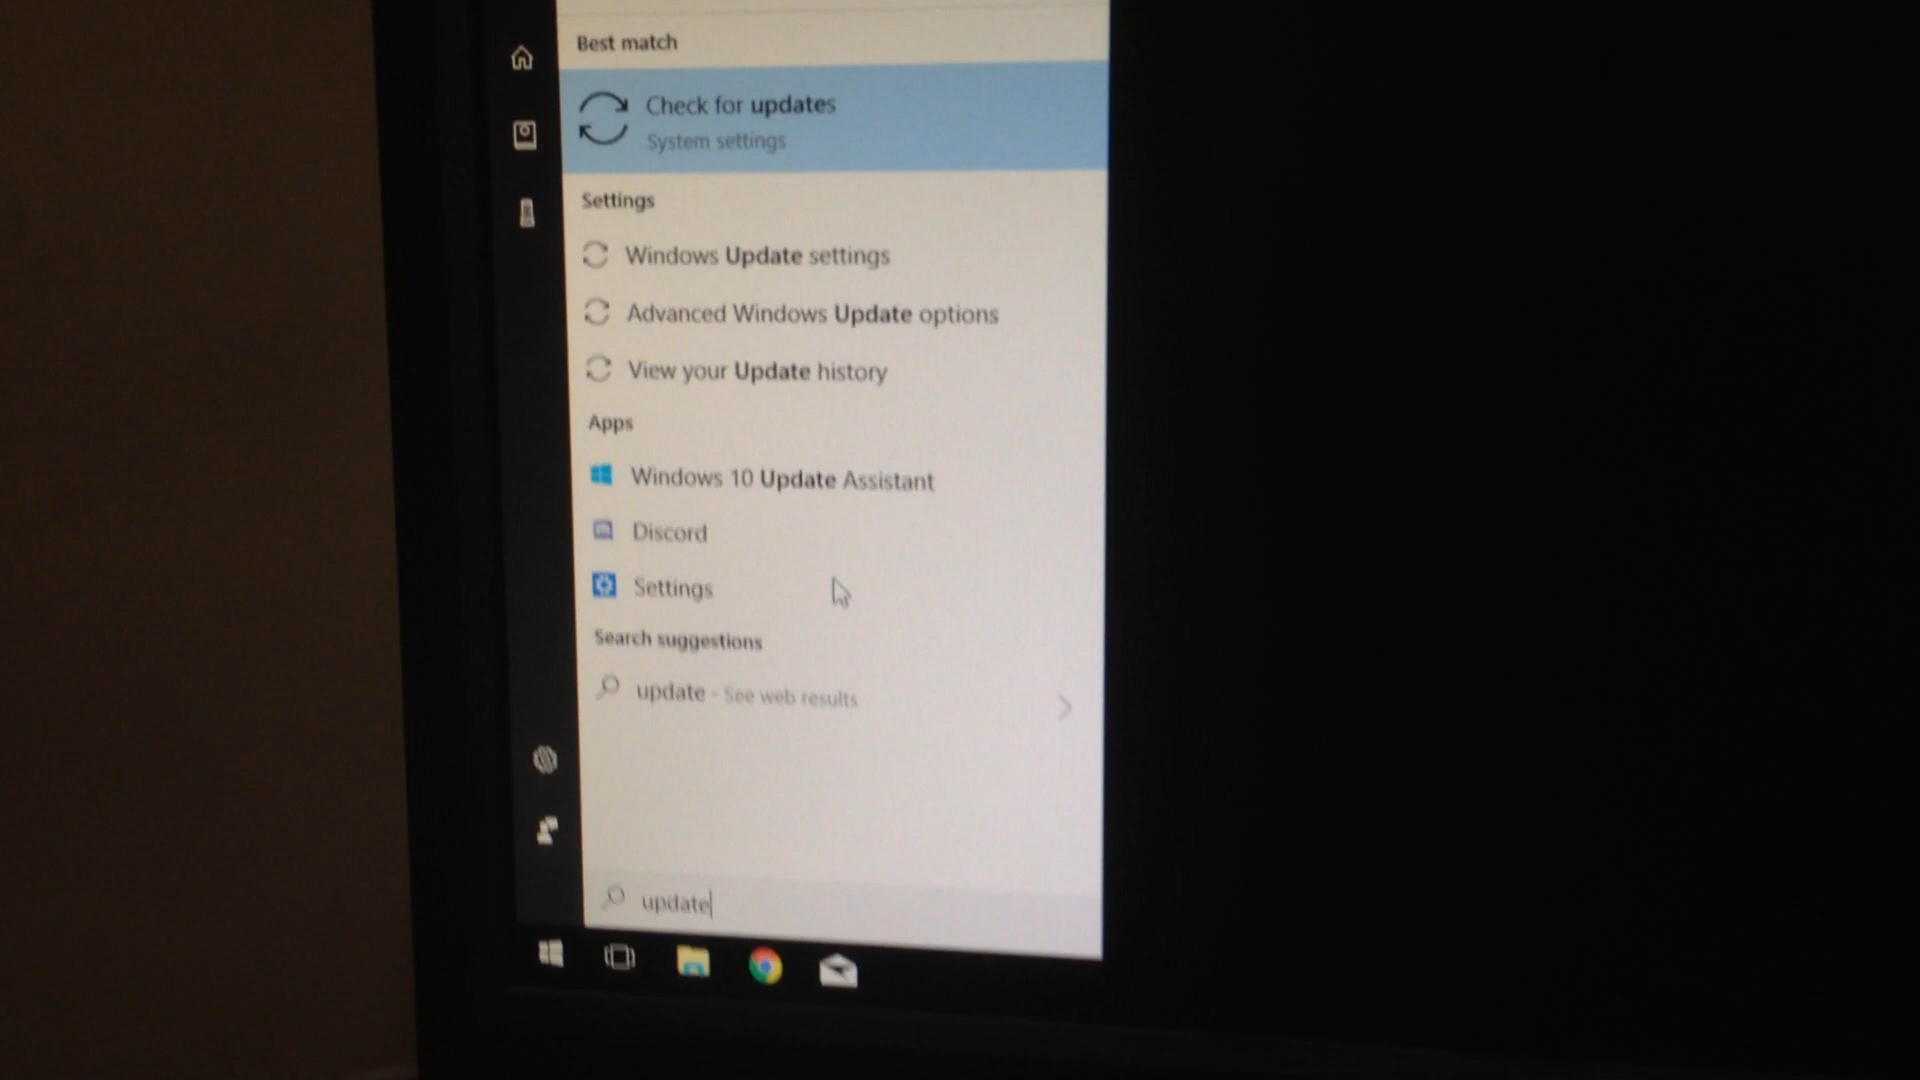 Best match
Check for updates
System settings
Settings
Windows Update settings
Advanced Windows Update options
View your Update history
Apps
Windows 10 Update Assistant
Discord
Settings
Search suggestions
update - See web results
update